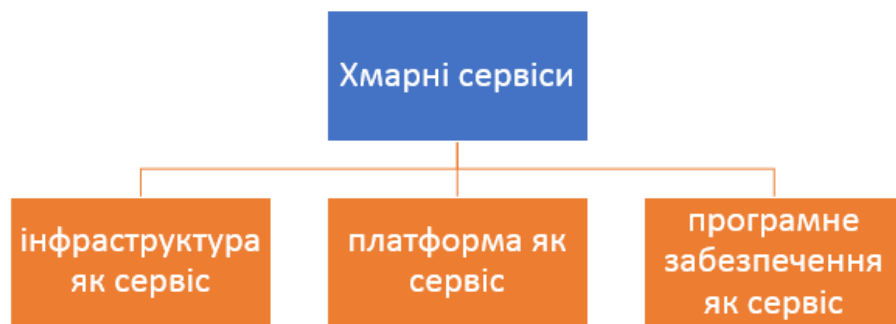 Хмарні сервіси
інфраструктура
як сервіс
платформа як
сервіс
програмне
забезпечення
як сервіс